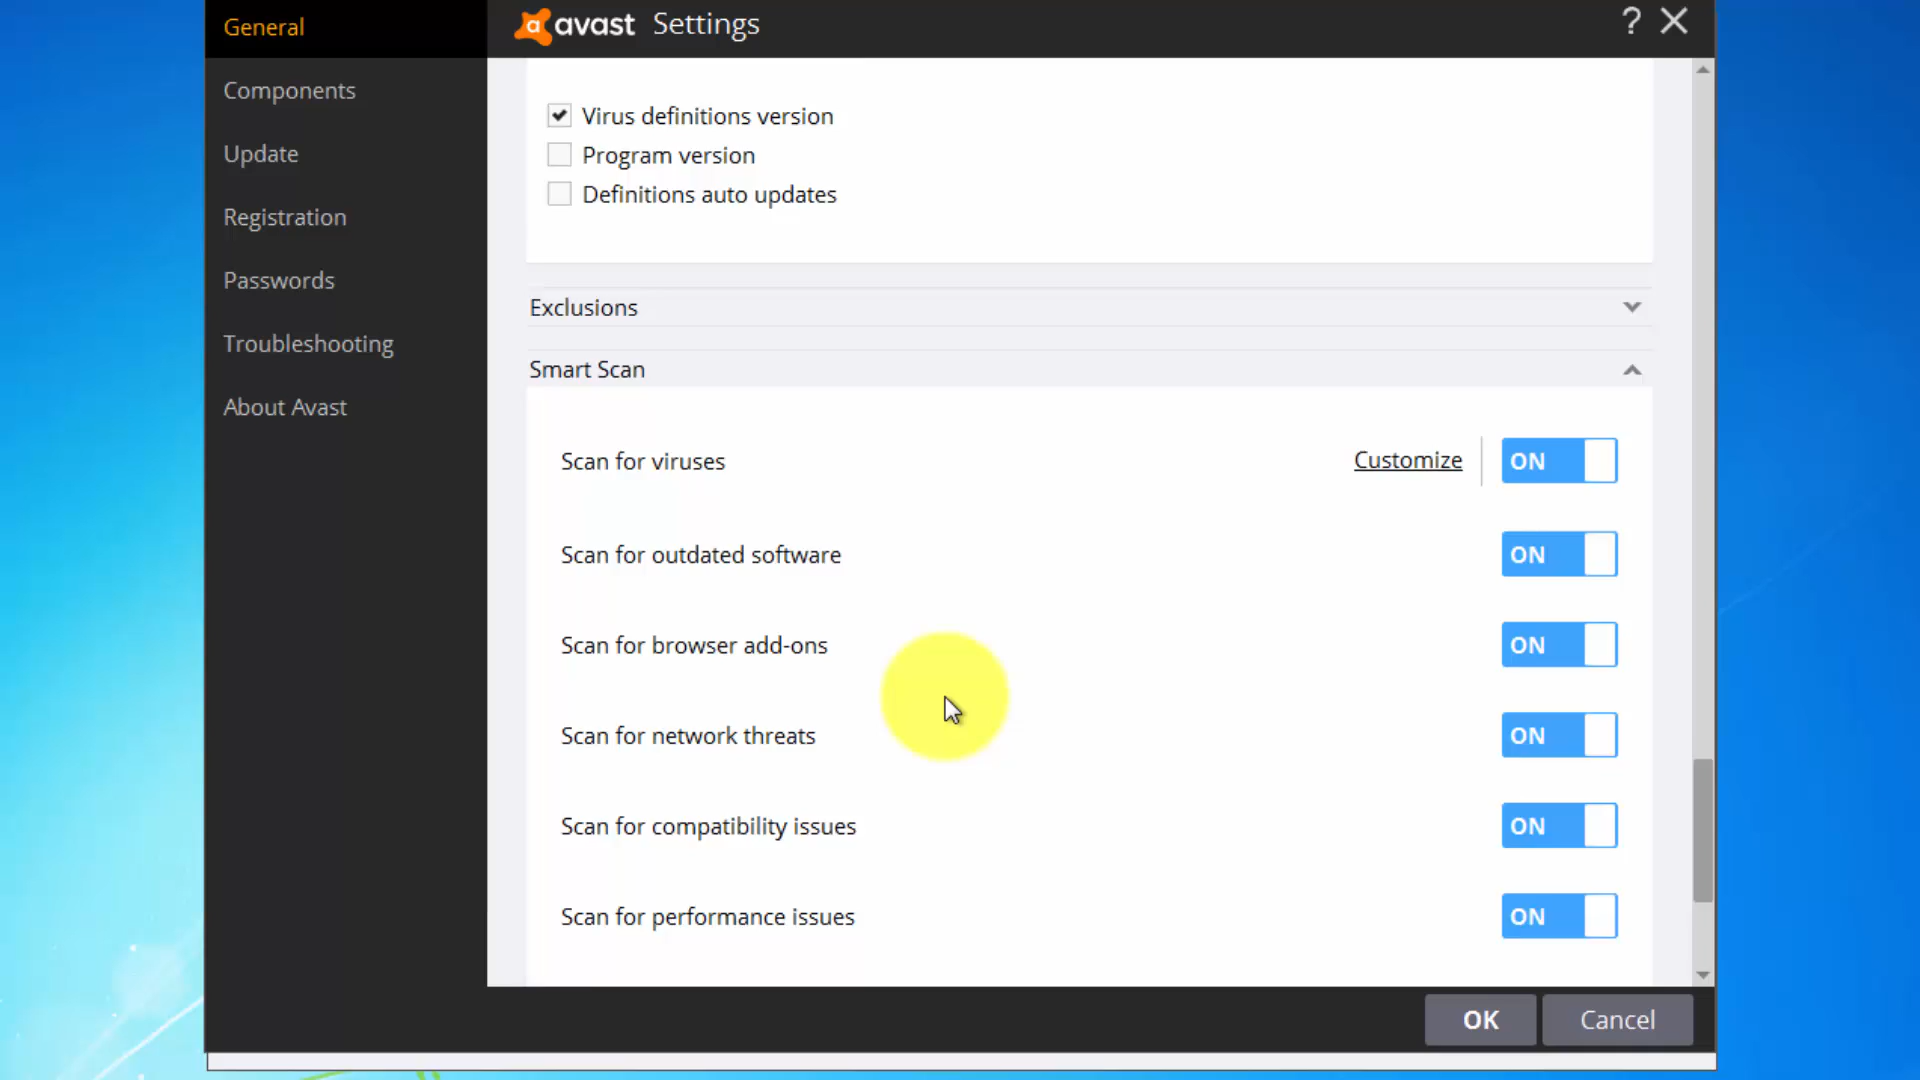 General
avast Settings
?
Components
Update
Registration
Passwords
Troubleshooting
About Avast
Virus definitions version
Program version
Definitions auto updates
Exclusions
Smart Scan
Scan for viruses Customize ON
Scan for outdated software ON
Scan for browser add-ons ON
Scan for network threats ON
Scan for compatibility issues ON
Scan for performance issues ON
OK Cancel